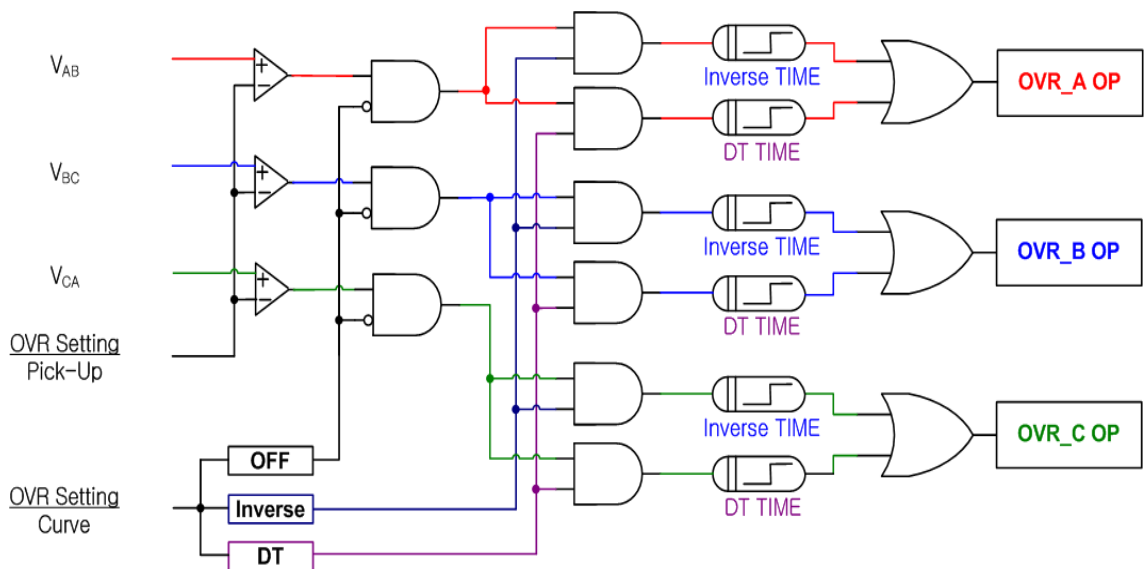 VAB
VBC
VCA
OVR Setting
Pick-Up
OFF
OVR Setting
Curve
Inverse
DT
+
−
+
−
+
−
Inverse TIME
DT TIME
Inverse TIME
DT TIME
Inverse TIME
DT TIME
OVR_A OP
OVR_B OP
OVR_C OP